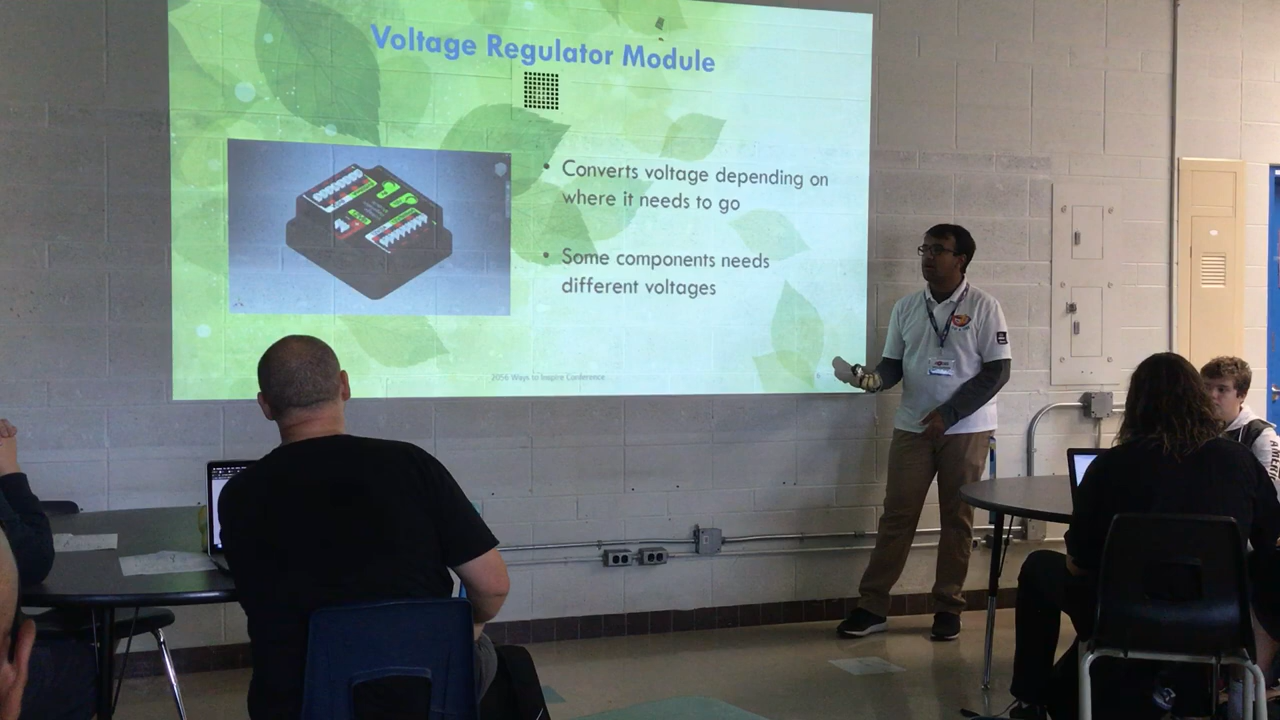 Voltage Regulator Module
Converts voltage depending on
where it needs to go
Some components needs
different voltages
2056 Ways to Inspire Conference